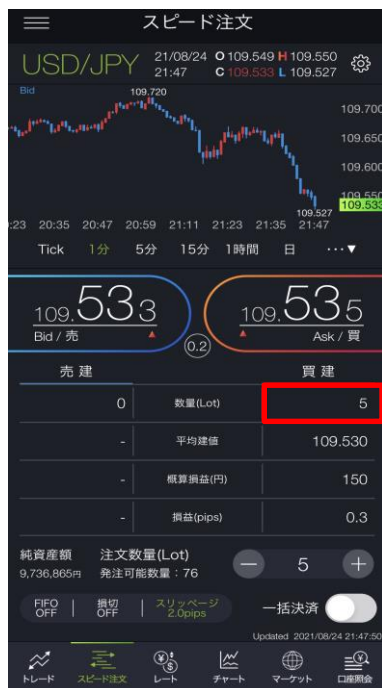 スピード注文
USD/JPY 21/08/24 O 109.549 H 109.550
21:47 C 109.533 L 109.527
Bid
109.720
109.700
109.650
109.600
109.550
109.533
109.527
:23 20:35 20:47 20:59 21:11 21:23 21:35 21:47
Tick 1分 5分 15分 1時間 日 ···▼
109.533 109.535
Bid / 売 0.2 Ask / 買
売建 買建
0 数量(Lot) 5
- 平均建値 109.530
- 概算損益(円) 150
- 損益(pips) 0.3
純資産額 注文数量(Lot)
9,736,865円 発注可能数量：76 − 5 +
FIFO OFF | 損切 OFF | スリッページ 2.0pips 一括決済
Updated 2021/08/24 21:47:50
トレード スピード注文 レート チャート マーケット 口座照会